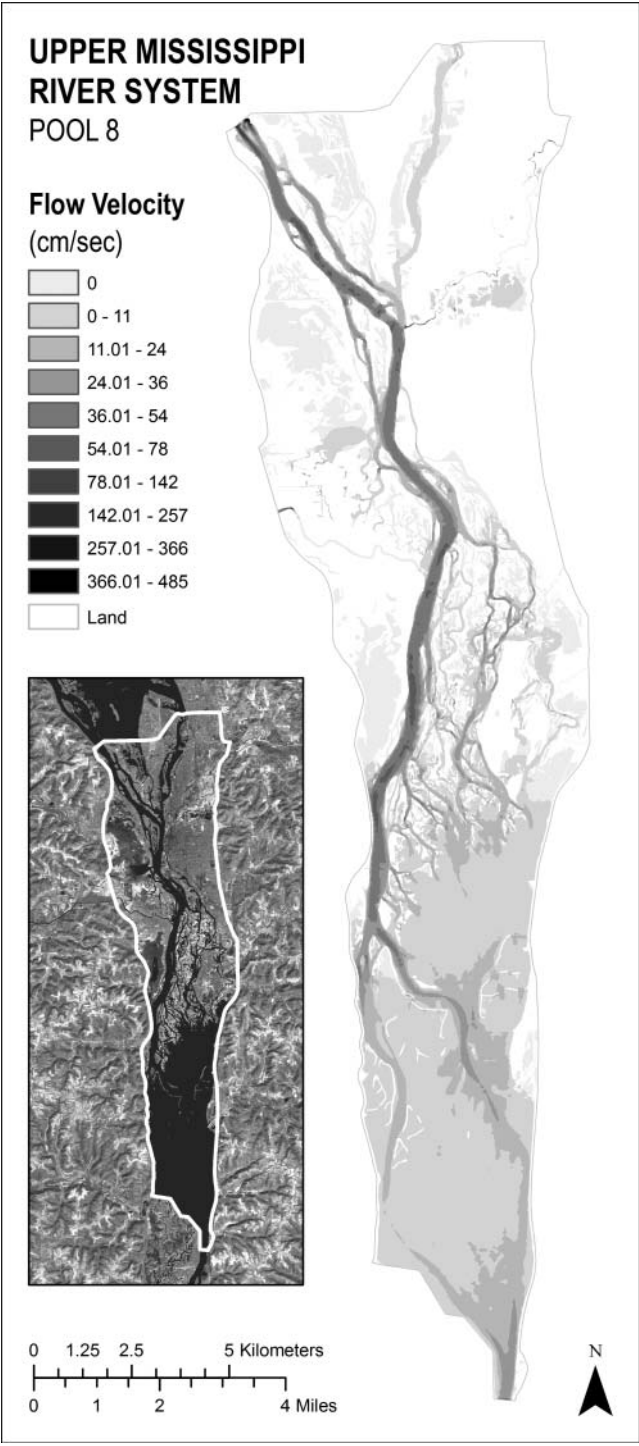 UPPER MISSISSIPPI
RIVER SYSTEM
POOL 8
Flow Velocity
(cm/sec)
0
0 - 11
11.01 - 24
24.01 - 36
36.01 - 54
54.01 - 78
78.01 - 142
142.01 - 257
257.01 - 366
366.01 - 485
Land
0 1.25 2.5 5 Kilometers
0 1 2 4 Miles
N